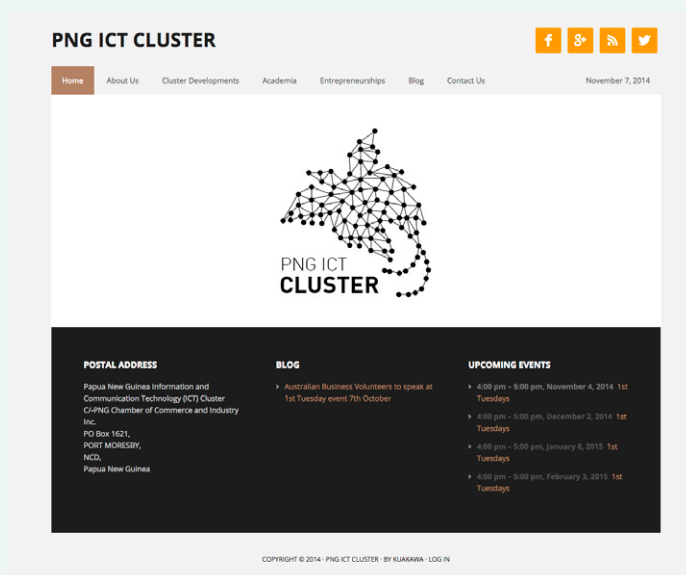 PNG ICT CLUSTER
Home About Us Cluster Developments Academia Entrepreneurships Blog Contact Us November 7, 2014
PNG ICT
CLUSTER
POSTAL ADDRESS
Papua New Guinea Information and
Communication Technology (ICT) Cluster
C/-PNG Chamber of Commerce and Industry
Inc.
PO Box 1621,
PORT MORESBY,
NCD,
Papua New Guinea
BLOG
Australian Business Volunteers to speak at
1st Tuesday event 7th October
UPCOMING EVENTS
4:00 pm – 5:00 pm, November 4, 2014 1st
Tuesdays
4:00 pm – 5:00 pm, December 2, 2014 1st
Tuesdays
4:00 pm – 5:00 pm, January 6, 2015 1st
Tuesdays
4:00 pm – 5:00 pm, February 3, 2015 1st
Tuesdays
COPYRIGHT © 2014 · PNG ICT CLUSTER · BY KUAKAWA · LOG IN